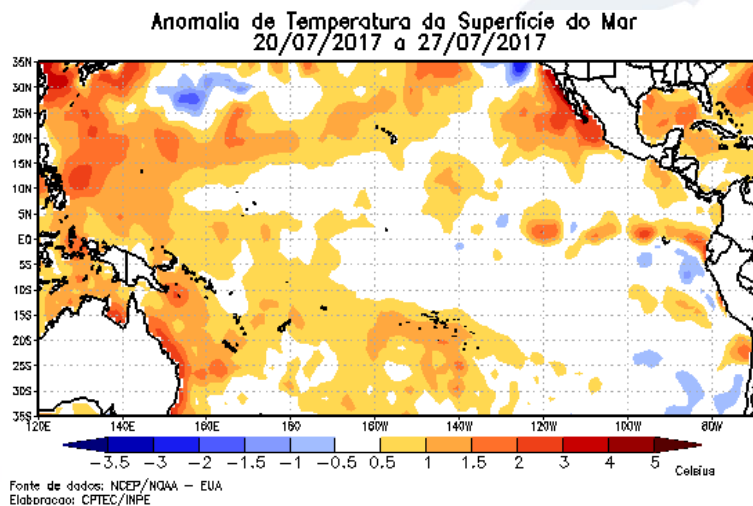 Anomalia de Temperatura da Superfície do Mar
20/07/2017 a 27/07/2017
35N
30N
25N
20N
15N
10N
5N
EQ
5S
10S
15S
20S
25S
30S
35S
120E 140E 160E 180 160W 140W 120W 100W 80W
-3.5 -3 -2 -1.5 -1 -0.5 0.5 1 1.5 2 3 4 5 Celsius
Fonte de dados: NCEP/NOAA - EUA
Elaboracao: CPTEC/INPE